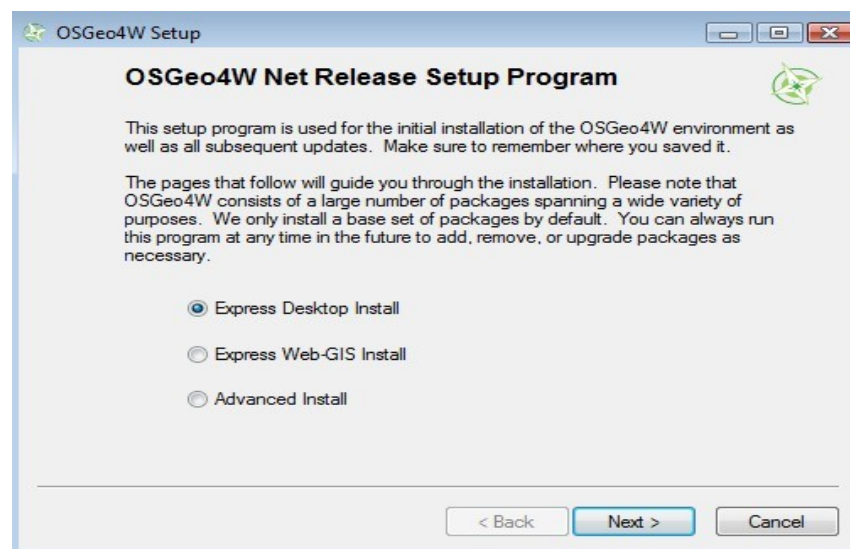 OSGeo4W Setup
OSGeo4W Net Release Setup Program
This setup program is used for the initial installation of the OSGeo4W environment as
well as all subsequent updates.  Make sure to remember where you saved it.
The pages that follow will guide you through the installation.  Please note that
OSGeo4W consists of a large number of packages spanning a wide variety of
purposes.  We only install a base set of packages by default.  You can always run
this program at any time in the future to add, remove, or upgrade packages as
necessary.
Express Desktop Install
Express Web-GIS Install
Advanced Install
< Back Next > Cancel